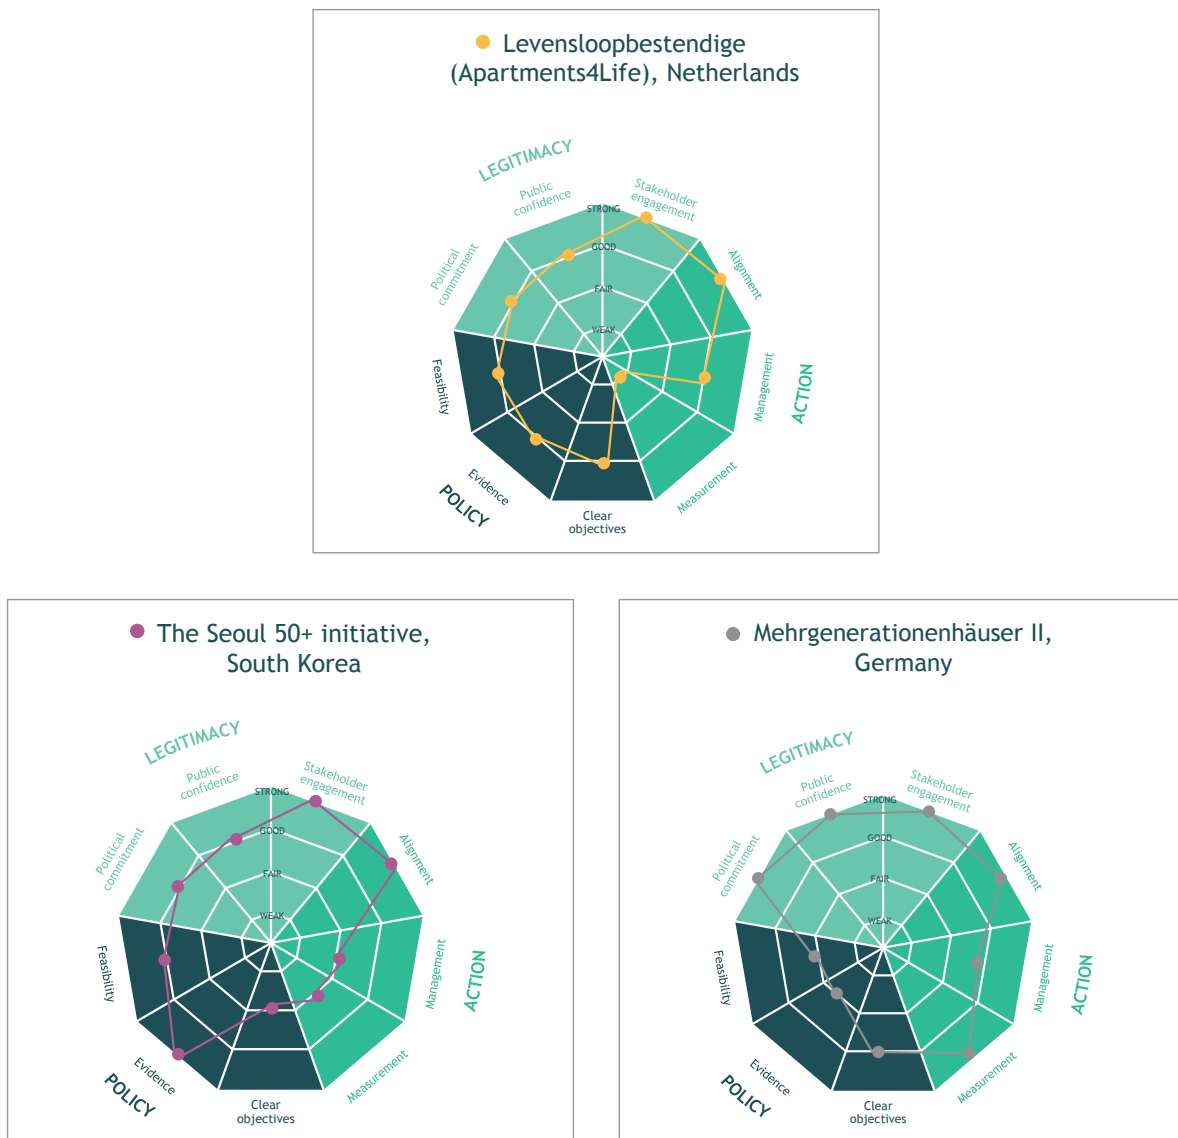 Levensloopbestendige
(Apartments4Life), Netherlands
LEGITIMACY
Public
confidence
Stakeholder
engagement
Political
commitment
Alignment
STRONG
GOOD
FAIR
WEAK
Feasibility
Management
ACTION
Evidence
POLICY
Measurement
Clear
objectives
The Seoul 50+ initiative,
South Korea
LEGITIMACY
Public
confidence
Stakeholder
engagement
Political
commitment
Alignment
STRONG
GOOD
FAIR
WEAK
Feasibility
Management
ACTION
Evidence
POLICY
Measurement
Clear
objectives
Mehrgenerationenhäuser II,
Germany
LEGITIMACY
Public
confidence
Stakeholder
engagement
Political
commitment
Alignment
STRONG
GOOD
FAIR
WEAK
Feasibility
Management
ACTION
Evidence
POLICY
Measurement
Clear
objectives